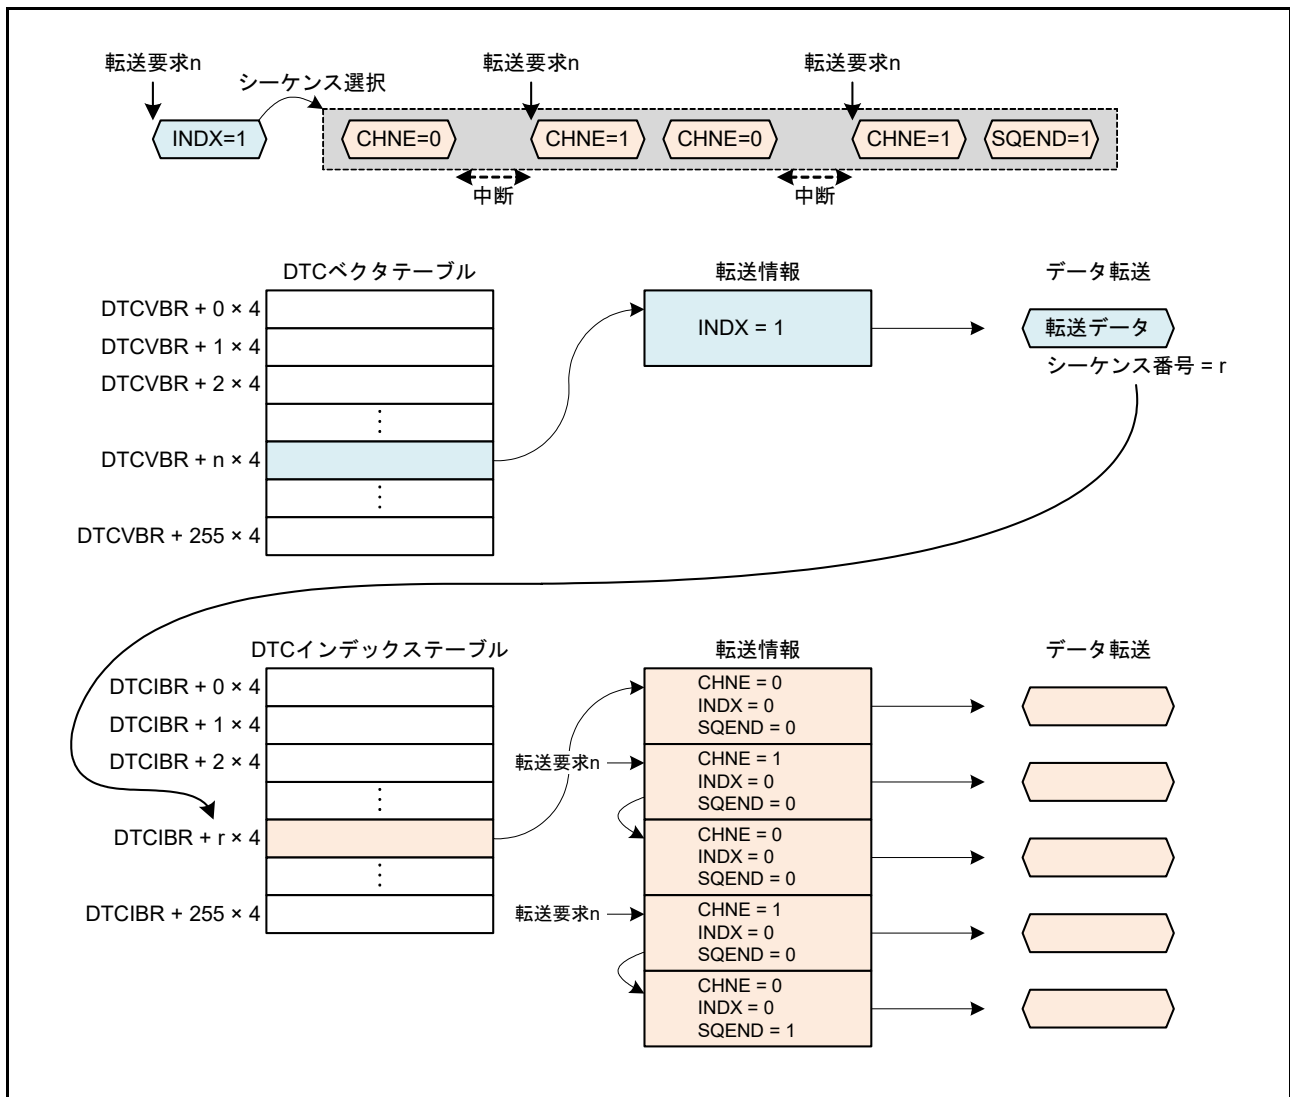 転送要求n
転送要求n
転送要求n
シーケンス選択
INDX=1
CHNE=0
CHNE=1
CHNE=0
CHNE=1
SQEND=1
中断
中断
DTCベクタテーブル
転送情報
データ転送
DTCVBR + 0 × 4
DTCVBR + 1 × 4
DTCVBR + 2 × 4
⋮
DTCVBR + n × 4
⋮
DTCVBR + 255 × 4
INDX = 1
転送データ
シーケンス番号 = r
DTCインデックステーブル
転送情報
データ転送
DTCIBR + 0 × 4
DTCIBR + 1 × 4
DTCIBR + 2 × 4
⋮
DTCIBR + r × 4
⋮
DTCIBR + 255 × 4
CHNE = 0
INDX = 0
SQEND = 0
転送要求n
CHNE = 1
INDX = 0
SQEND = 0
CHNE = 0
INDX = 0
SQEND = 0
転送要求n
CHNE = 1
INDX = 0
SQEND = 0
CHNE = 0
INDX = 0
SQEND = 1